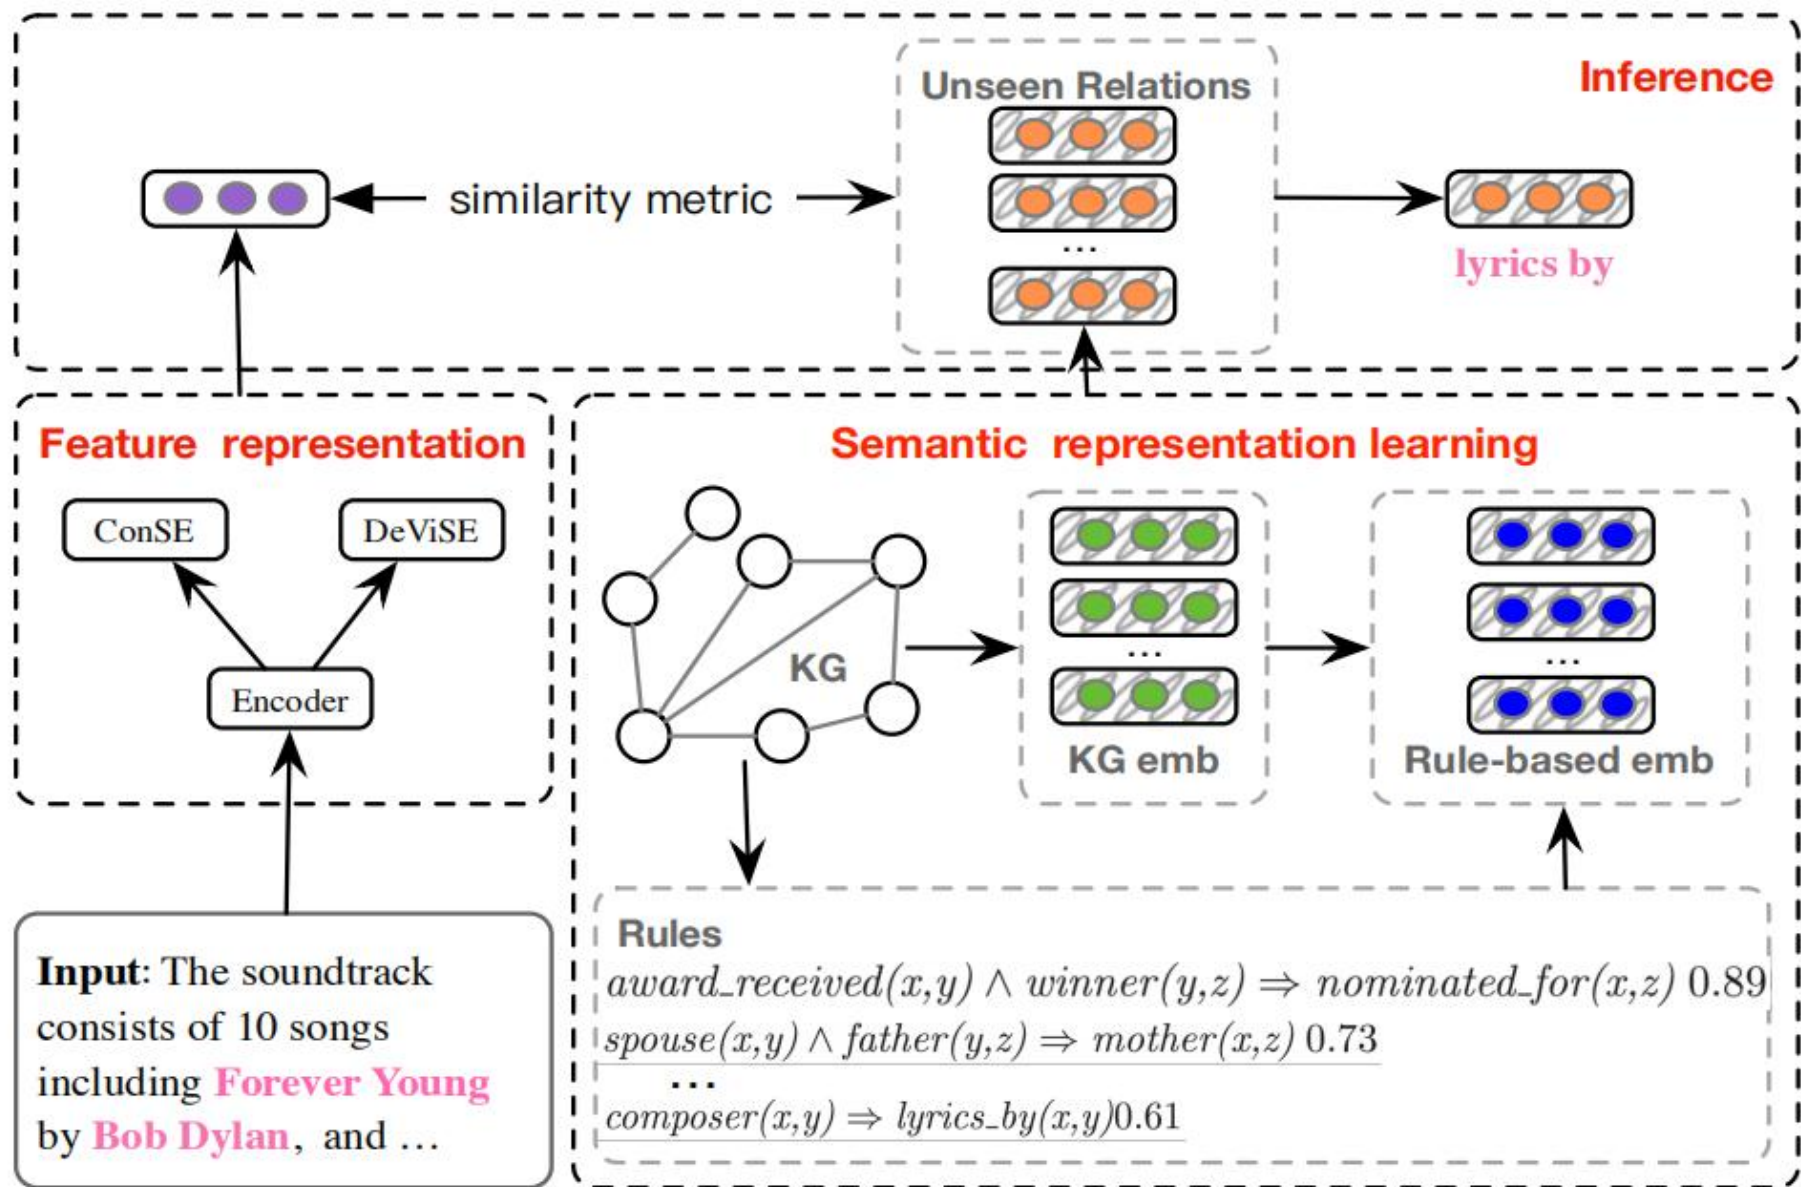 Inference
Unseen Relations
similarity metric
...
lyrics by
Feature representation
ConSE
DeViSE
Encoder
Input: The soundtrack
consists of 10 songs
including Forever Young
by Bob Dylan, and ...
Semantic representation learning
KG
...
KG emb
...
Rule-based emb
Rules
award_received(x,y) ∧ winner(y,z) ⇒ nominated_for(x,z) 0.89
spouse(x,y) ∧ father(y,z) ⇒ mother(x,z) 0.73
...
composer(x,y) ⇒ lyrics_by(x,y)0.61